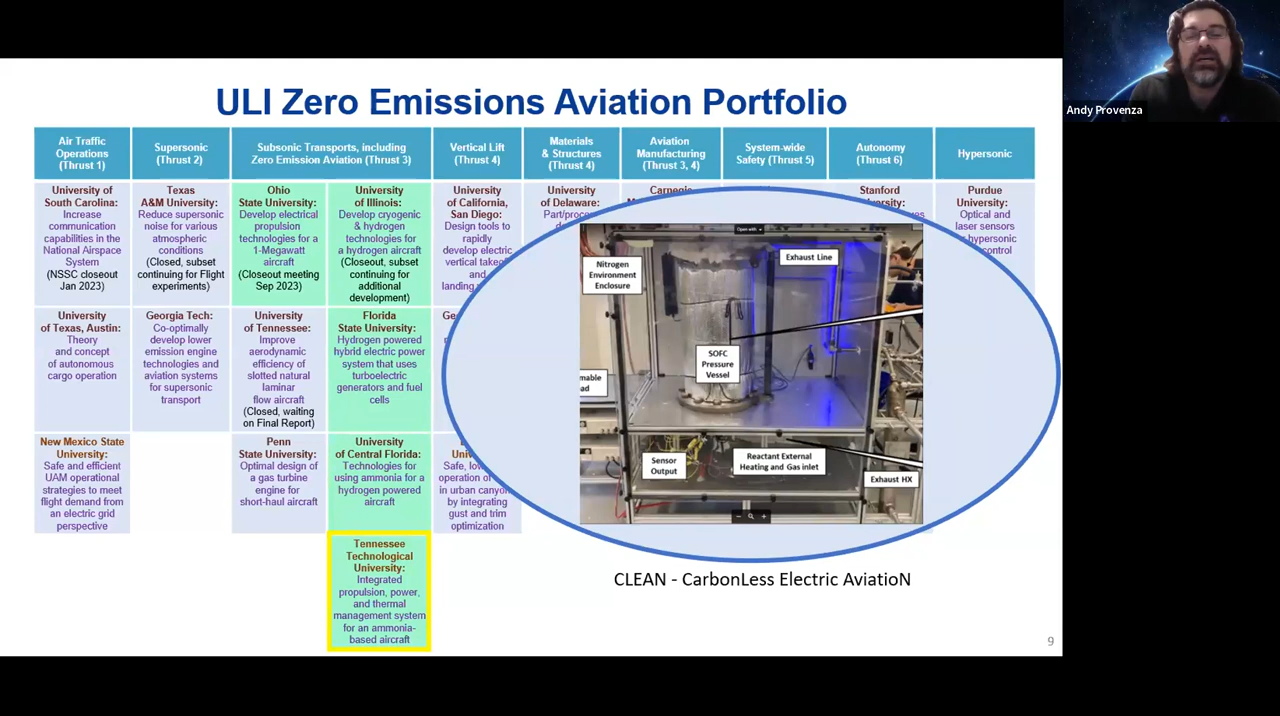 Andy Provenza
ULI Zero Emissions Aviation Portfolio
Air Traffic
Operations
(Thrust 1)
Supersonic
(Thrust 2)
Subsonic Transports, including
Zero Emission Aviation (Thrust 3)
Vertical Lift
(Thrust 4)
Materials
& Structures
(Thrust 4)
Aviation
Manufacturing
(Thrust 3, 4)
System-wide
Safety (Thrust 5)
Autonomy
(Thrust 6)
Hypersonic
University of
South Carolina:
Increase
communication
capabilities in the
National Airspace
System
(NSSC closeout
Jan 2023)
Texas
A&M University:
Reduce supersonic
noise for various
atmospheric
conditions
(Closed, subset
continuing for Flight
experiments)
Ohio
State University:
Develop electrical
propulsion
technologies for a
1-Megawatt
aircraft
(Closeout meeting
Sep 2023)
University
of Illinois:
Develop cryogenic
& hydrogen
technologies for
a hydrogen aircraft
(Closeout, subset
continuing for
additional
development)
University
of California,
San Diego:
Design tools to
rapidly
develop electric
vertical
and
landing
University
of Delaware:
Stanford
Purdue
University:
Optical and
laser sensors
hypersonic
control
University
of Texas, Austin:
Theory
and concept
of autonomous
cargo operation
Georgia Tech:
Co-optimally
develop lower
emission engine
technologies and
aviation systems
for supersonic
transport
University
of Tennessee:
Improve
aerodynamic
efficiency of
slotted natural
laminar
flow aircraft
(Closed, waiting
on Final Report)
Florida
State University:
Hydrogen powered
hybrid electric power
system that uses
turboelectric
generators and fuel
cells
New Mexico State
University:
Safe and efficient
UAM operational
strategies to meet
flight demand from
an electric grid
perspective
Penn
State University:
Optimal design of
a gas turbine
engine for
short-haul aircraft
University
of Central Florida:
Technologies for
using ammonia for a
hydrogen powered
aircraft
Safe,
operation of
in urban
by integrating
gust and trim
optimization
Tennessee
Technological
University:
Integrated
propulsion, power,
and thermal
management system
for an ammonia-
based aircraft
Open with
Nitrogen
Environment
Enclosure
Exhaust Line
SOFC
Pressure
Vessel
Sensor
Output
Reactant External
Heating and Gas inlet
Exhaust HX
CLEAN - CarbonLess Electric AviatioN
9